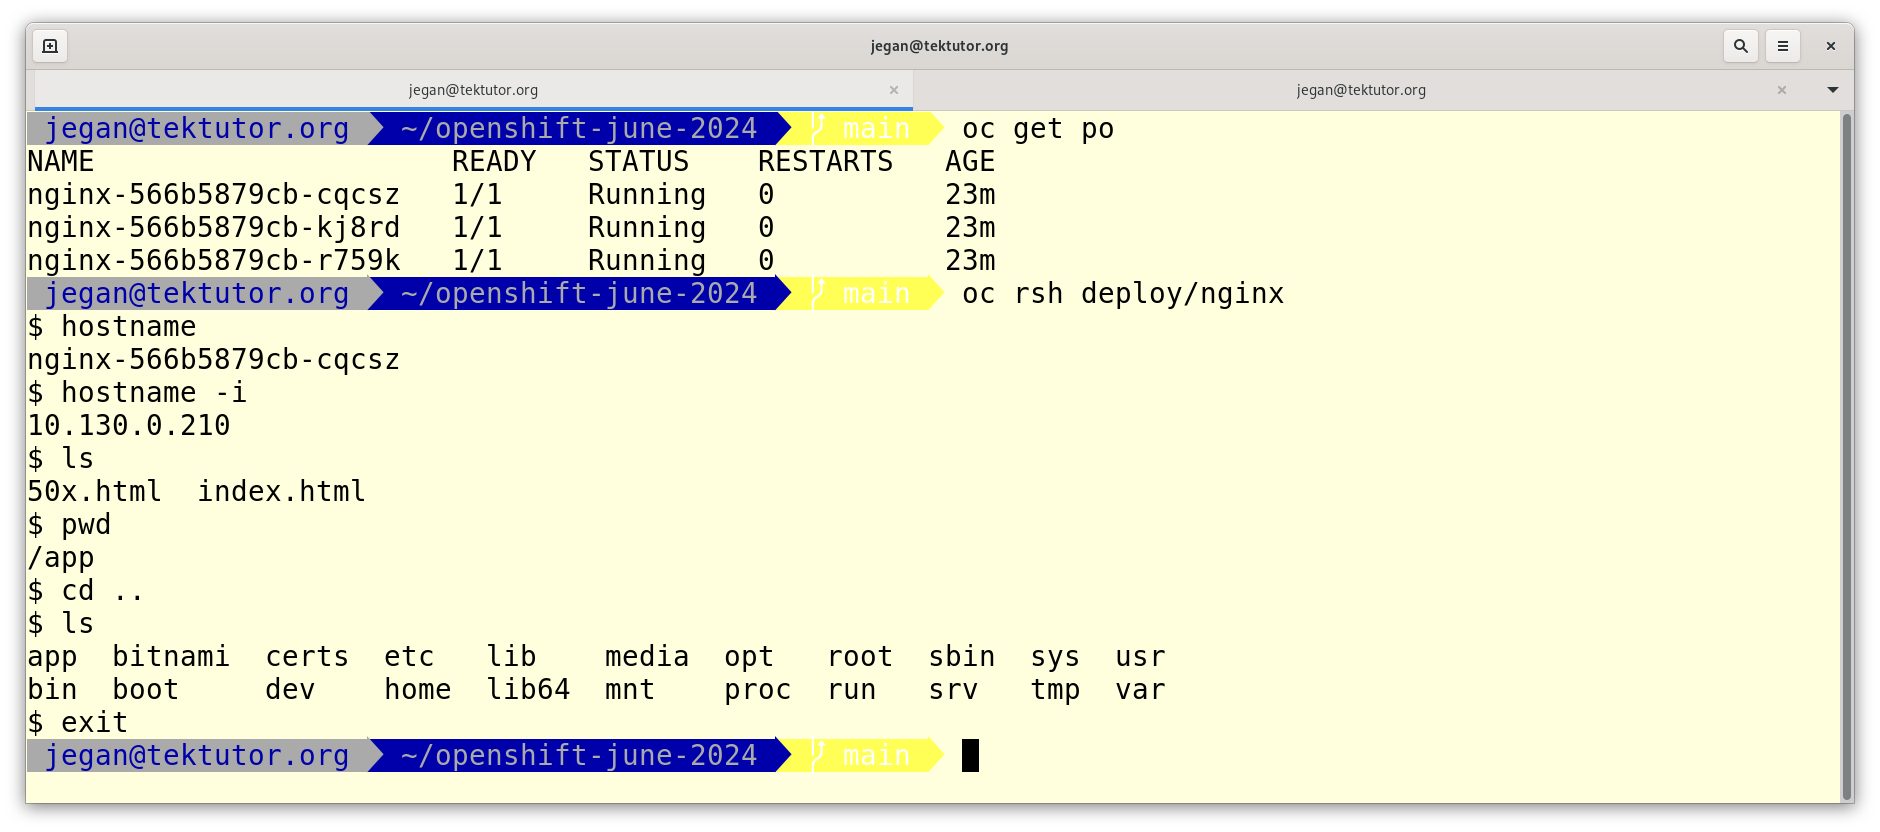 jegan@tektutor.org
jegan@tektutor.org jegan@tektutor.org
jegan@tektutor.org ~/openshift-june-2024 main oc get po
NAME READY STATUS RESTARTS AGE
nginx-566b5879cb-cqcsz 1/1 Running 0 23m
nginx-566b5879cb-kj8rd 1/1 Running 0 23m
nginx-566b5879cb-r759k 1/1 Running 0 23m
jegan@tektutor.org ~/openshift-june-2024 main oc rsh deploy/nginx
$ hostname
nginx-566b5879cb-cqcsz
$ hostname -i
10.130.0.210
$ ls
50x.html index.html
$ pwd
/app
$ cd ..
$ ls
app bitnami certs etc lib media opt root sbin sys usr
bin boot dev home lib64 mnt proc run srv tmp var
$ exit
jegan@tektutor.org ~/openshift-june-2024 main